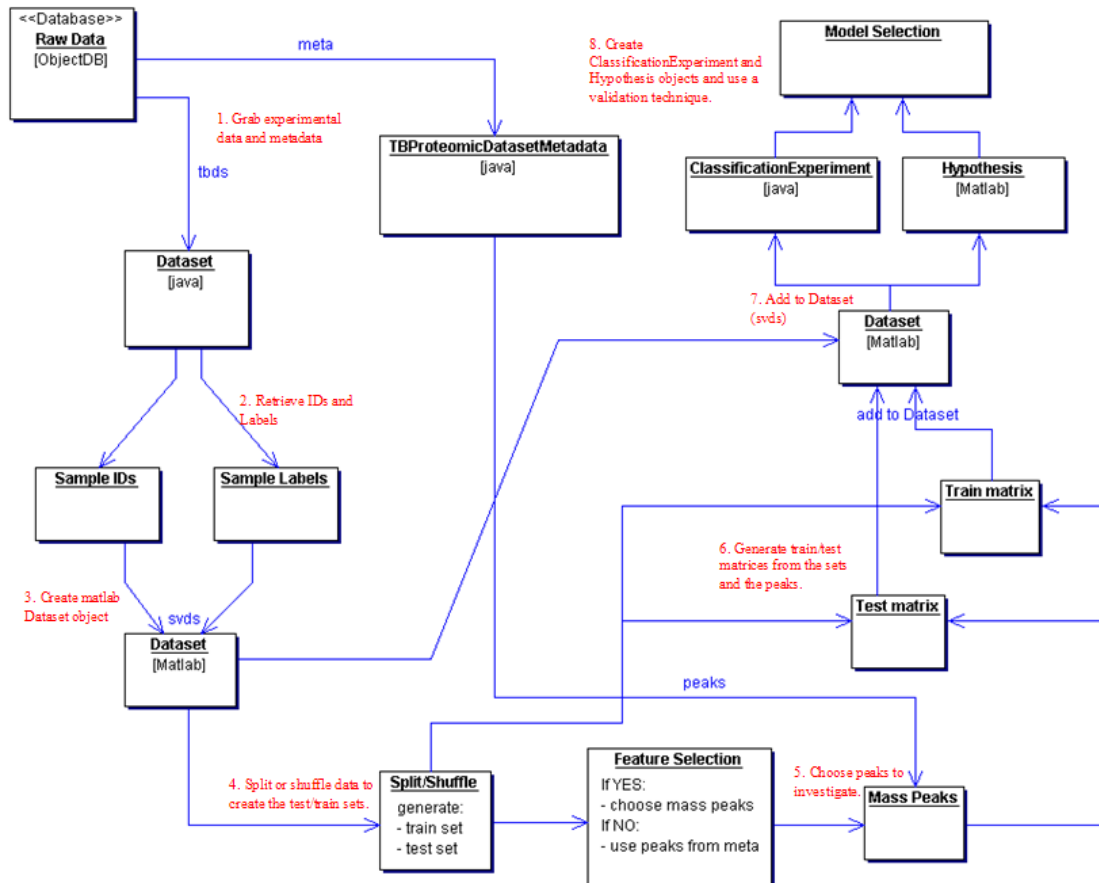 <<Database>>
Raw Data
[ObjectDB]
meta
1. Grab experimental
data and metadata
tbds
TBProteomicDatasetMetadata
[java]
8. Create
ClassificationExperiment and
Hypothesis objects and use a
validation technique.
Model Selection
ClassificationExperiment
[java]
Hypothesis
[Matlab]
Dataset
[java]
7. Add to Dataset
(svds)
Dataset
[Matlab]
2. Retrieve IDs and
Labels
add to Dataset
Sample IDs
Sample Labels
Train matrix
6. Generate train/test
matrices from the sets
and the peaks.
3. Create matlab
Dataset object
svds
Test matrix
Dataset
[Matlab]
peaks
4. Split or shuffle data to
create the test/train sets.
Split/Shuffle
generate:
- train set
- test set
Feature Selection
If YES:
- choose mass peaks
If NO:
- use peaks from meta
5. Choose peaks to
investigate.
Mass Peaks